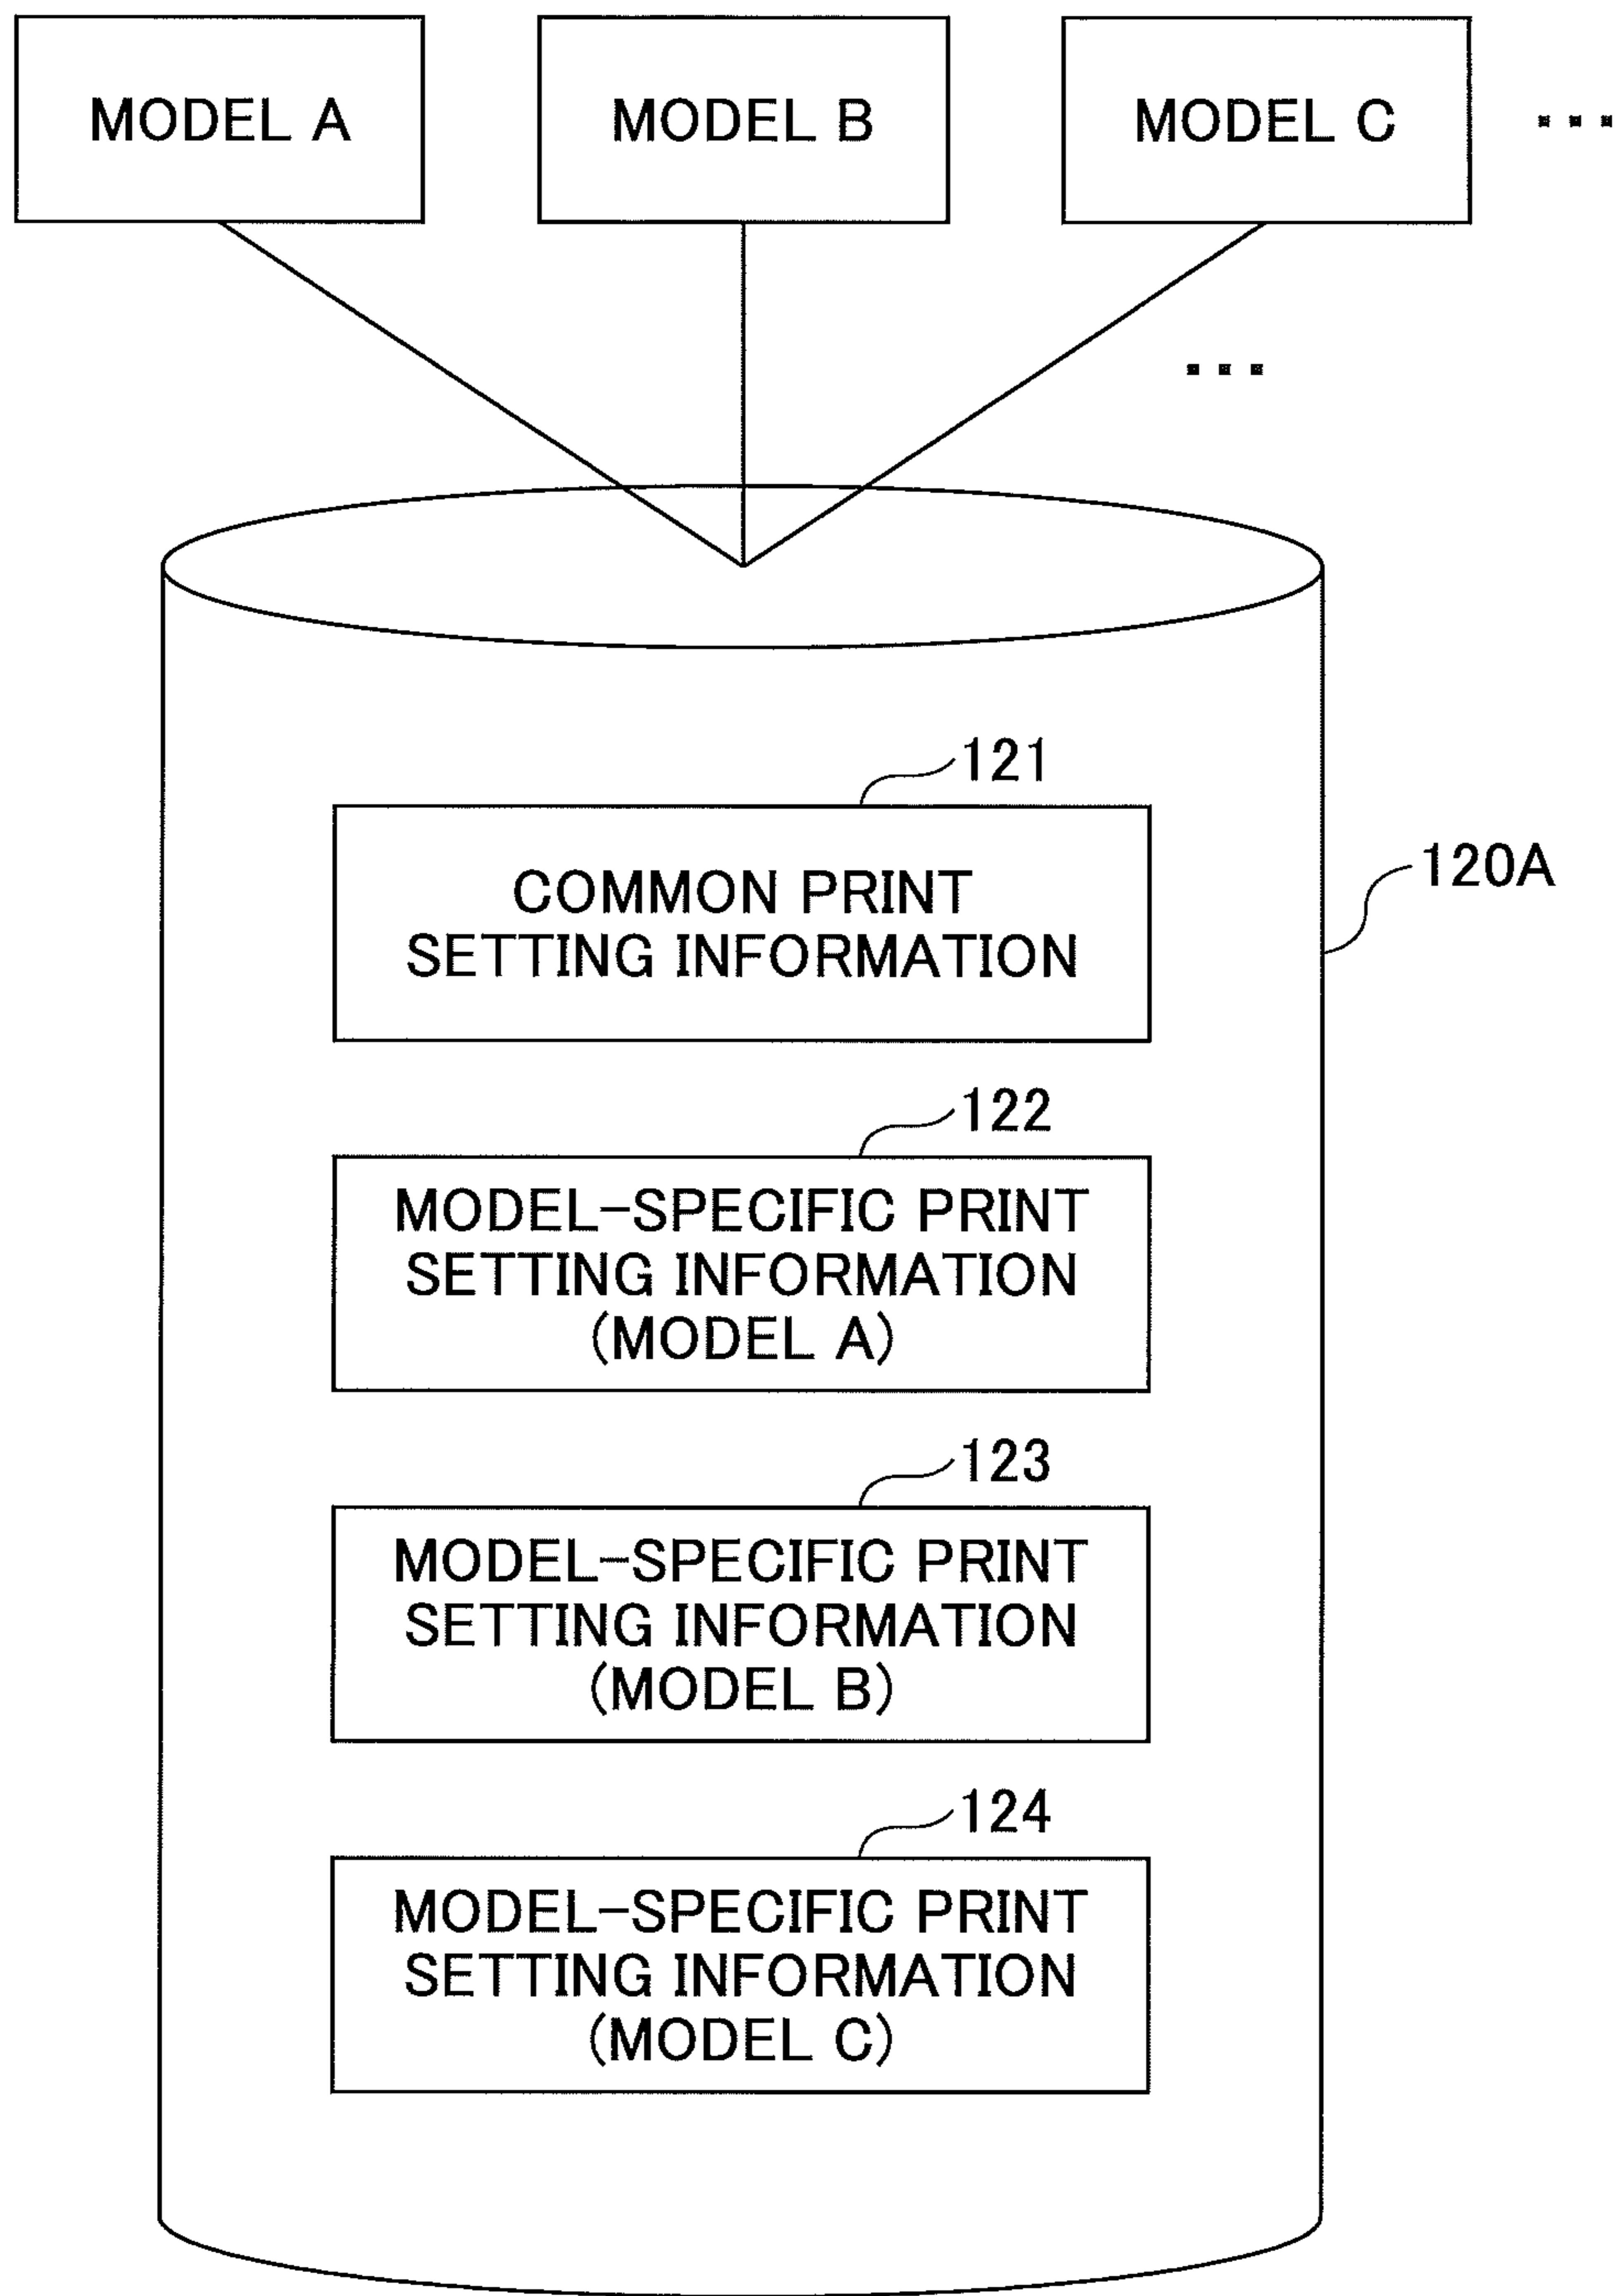 MODEL A
MODEL B
MODEL C
...
...
121
COMMON PRINT
SETTING INFORMATION
120A
122
MODEL-SPECIFIC PRINT
SETTING INFORMATION
(MODEL A)
123
MODEL-SPECIFIC PRINT
SETTING INFORMATION
(MODEL B)
124
MODEL-SPECIFIC PRINT
SETTING INFORMATION
(MODEL C)